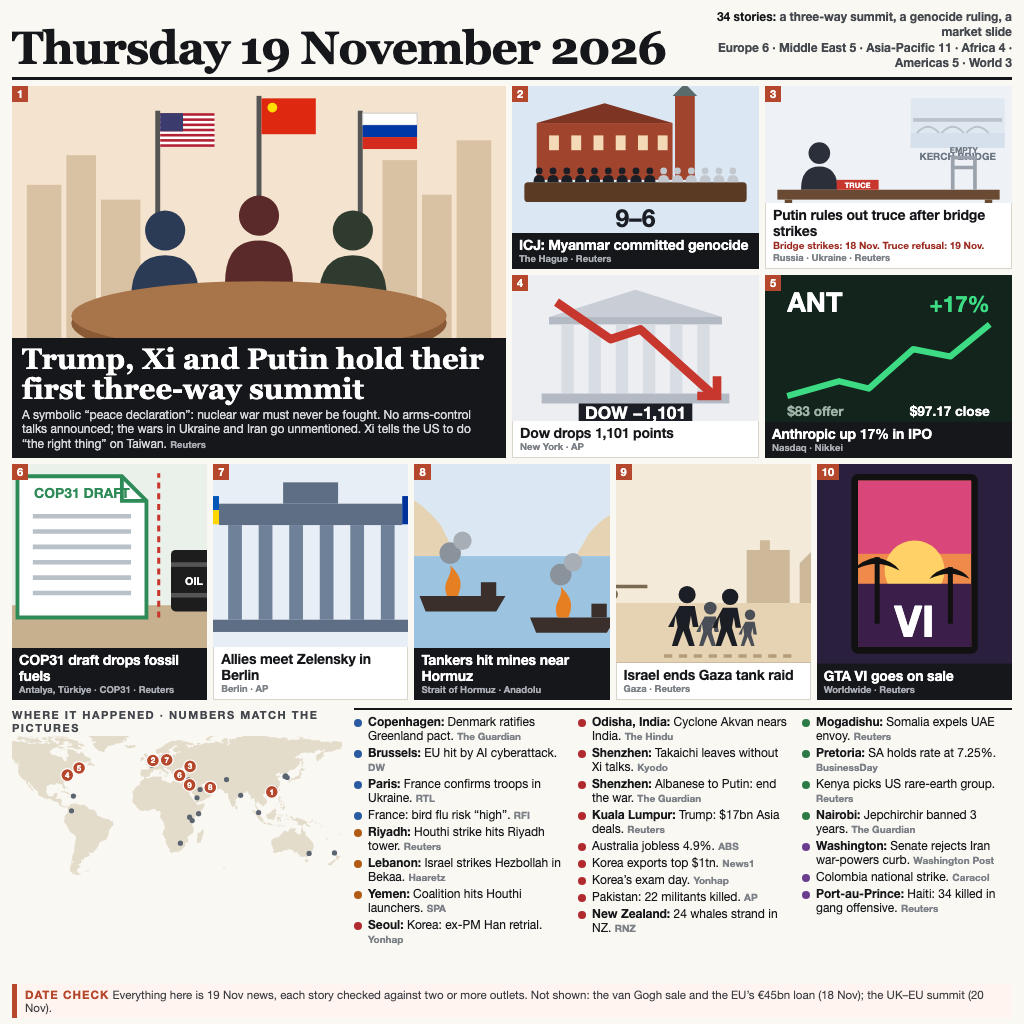 Thursday 19 November 2026
34 stories: a three-way summit, a genocide ruling, a
market slide
Europe 6 · Middle East 5 · Asia-Pacific 11 · Africa 4 ·
Americas 5 · World 3
1
Trump, Xi and Putin hold their
first three-way summit
A symbolic “peace declaration”: nuclear war must never be fought. No arms-control
talks announced; the wars in Ukraine and Iran go unmentioned. Xi tells the US to do
“the right thing” on Taiwan. Reuters
2
9–6
ICJ: Myanmar committed genocide
The Hague · Reuters
3
EMPTY
KERCH BRIDGE
TRUCE
Putin rules out truce after bridge
strikes
Bridge strikes: 18 Nov. Truce refusal: 19 Nov.
Russia · Ukraine · Reuters
4
DOW –1,101
Dow drops 1,101 points
New York · AP
5
ANT
+17%
$83 offer
$97.17 close
Anthropic up 17% in IPO
Nasdaq · Nikkei
6
COP31 DRAFT
OIL
COP31 draft drops fossil
fuels
Antalya, Türkiye · COP31 · Reuters
7
Allies meet Zelensky in
Berlin
Berlin · AP
8
Tankers hit mines near
Hormuz
Strait of Hormuz · Anadolu
9
Israel ends Gaza tank raid
Gaza · Reuters
10
VI
GTA VI goes on sale
Worldwide · Reuters
WHERE IT HAPPENED · NUMBERS MATCH THE
PICTURES
2 7
3
5
4
6
9 8
1
Copenhagen: Denmark ratifies
Greenland pact. The Guardian
Brussels: EU hit by AI cyberattack.
DW
Paris: France confirms troops in
Ukraine. RTL
France: bird flu risk “high”. RFI
Riyadh: Houthi strike hits Riyadh
tower. Reuters
Lebanon: Israel strikes Hezbollah in
Bekaa. Haaretz
Yemen: Coalition hits Houthi
launchers. SPA
Seoul: Korea: ex-PM Han retrial.
Yonhap
Odisha, India: Cyclone Akvan nears
India. The Hindu
Shenzhen: Takaichi leaves without
Xi talks. Kyodo
Shenzhen: Albanese to Putin: end
the war. The Guardian
Kuala Lumpur: Trump: $17bn Asia
deals. Reuters
Australia jobless 4.9%. ABS
Korea exports top $1tn. News1
Korea’s exam day. Yonhap
Pakistan: 22 militants killed. AP
New Zealand: 24 whales strand in
NZ. RNZ
Mogadishu: Somalia expels UAE
envoy. Reuters
Pretoria: SA holds rate at 7.25%.
BusinessDay
Kenya picks US rare-earth group.
Reuters
Nairobi: Jepchirchir banned 3
years. The Guardian
Washington: Senate rejects Iran
war-powers curb. Washington Post
Colombia national strike. Caracol
Port-au-Prince: Haiti: 34 killed in
gang offensive. Reuters
DATE CHECK Everything here is 19 Nov news, each story checked against two or more outlets. Not shown: the van Gogh sale and the EU’s €45bn loan (18 Nov); the UK–EU summit (20
Nov).